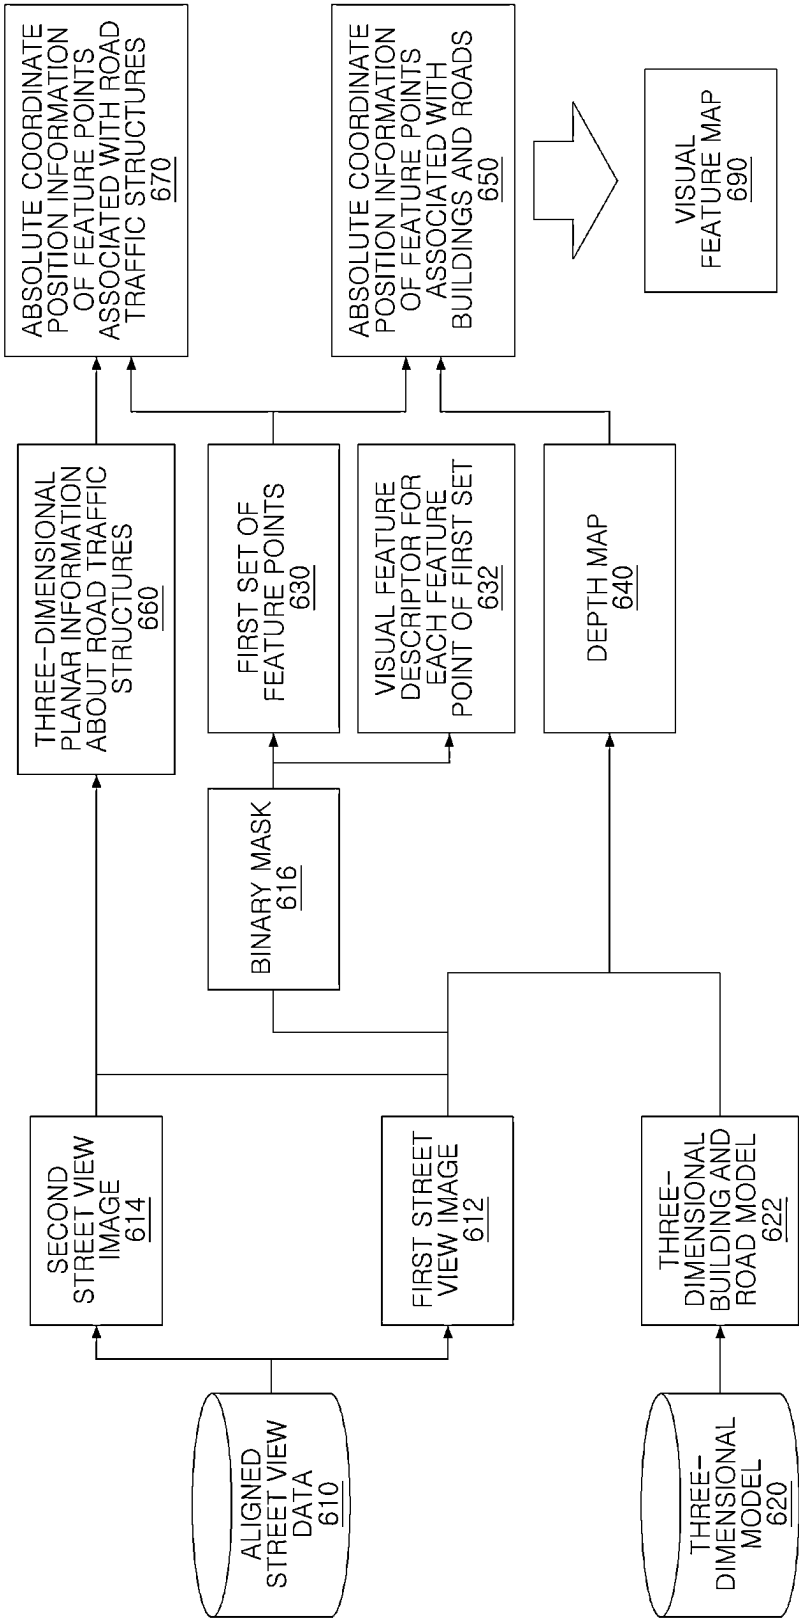 ALIGNED
STREET VIEW
DATA
610
THREE-
DIMENSIONAL
MODEL
620
SECOND
STREET VIEW
IMAGE
614
FIRST STREET
VIEW IMAGE
612
THREE-
DIMENSIONAL
BUILDING AND
ROAD MODEL
622
BINARY MASK
616
THREE-DIMENSIONAL
PLANAR INFORMATION
ABOUT ROAD TRAFFIC
STRUCTURES
660
FIRST SET OF
FEATURE POINTS
630
VISUAL FEATURE
DESCRIPTOR FOR
EACH FEATURE
POINT OF FIRST SET
632
DEPTH MAP
640
ABSOLUTE COORDINATE
POSITION INFORMATION
OF FEATURE POINTS
ASSOCIATED WITH ROAD
TRAFFIC STRUCTURES
670
ABSOLUTE COORDINATE
POSITION INFORMATION
OF FEATURE POINTS
ASSOCIATED WITH
BUILDINGS AND ROADS
650
VISUAL
FEATURE MAP
690